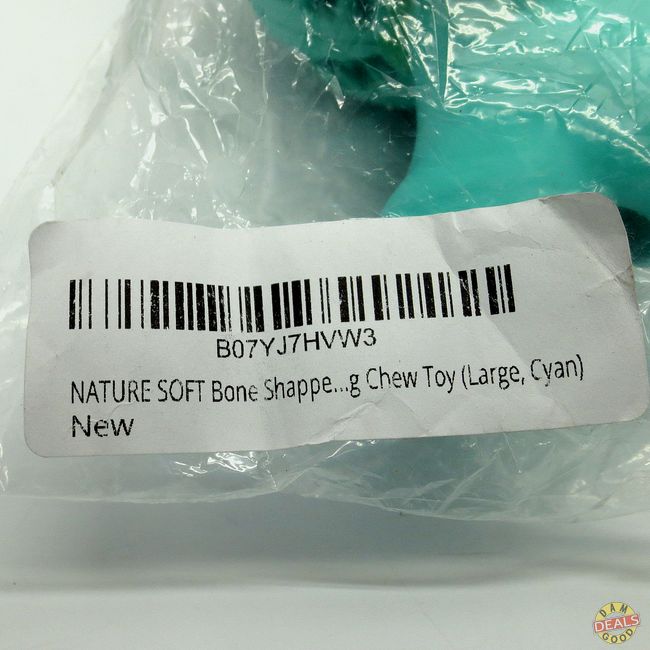 B07YJ7HVW3
NATURE SOFT Bone Shappe...g Chew Toy (Large, Cyan)
New
DAM
DEALS
GOOD